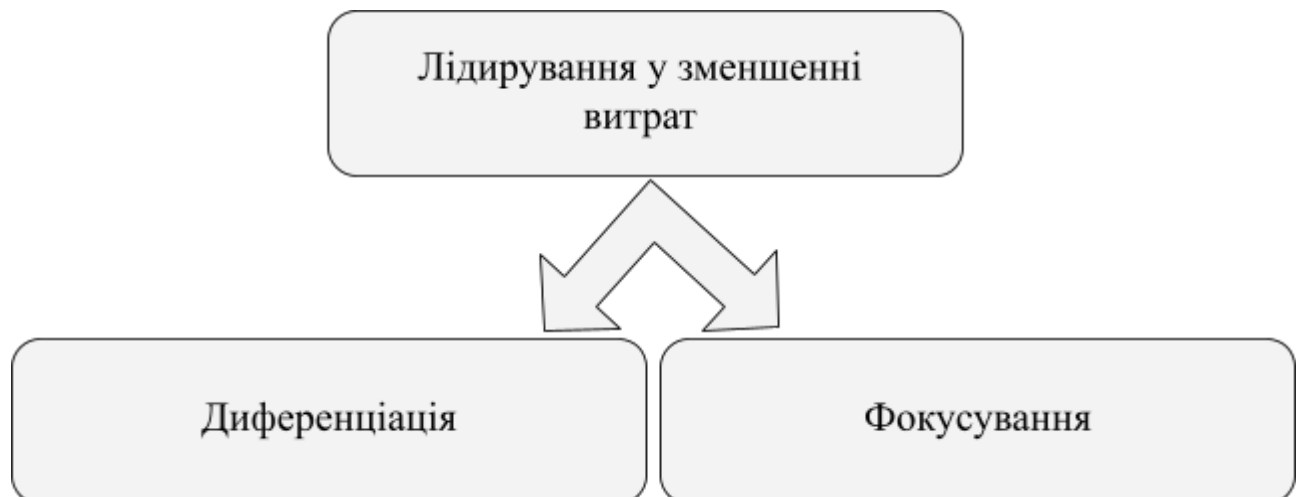 Лідирування у зменшенні
витрат
Диференціація
Фокусування